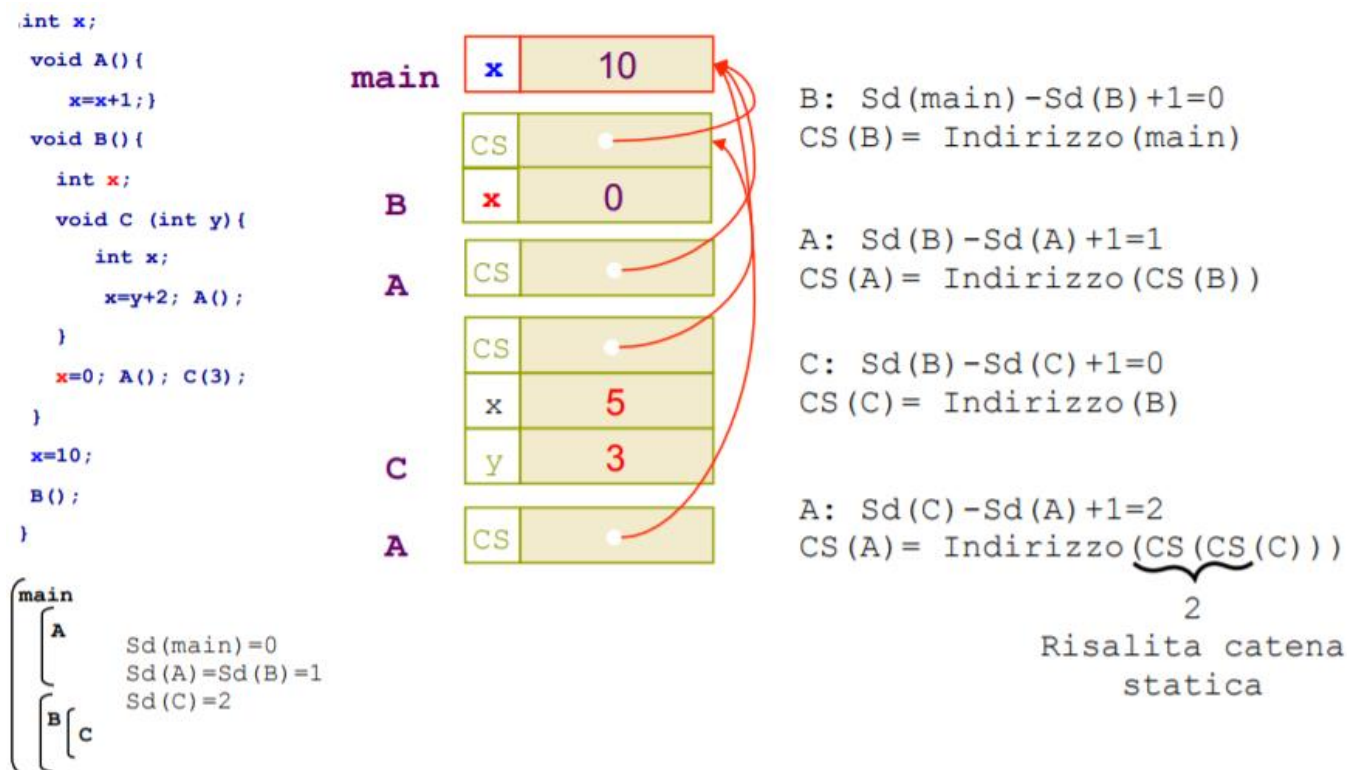 int x;
void A(){
x=x+1;}
void B(){
int x;
void C (int y){
int x;
x=y+2; A();
}
x=0; A(); C(3);
}
x=10;
B();
}
main
x
10
CS
B
x
0
A
CS
CS
x
5
C
y
3
A
CS
B: Sd(main)-Sd(B)+1=0
CS(B)= Indirizzo(main)
A: Sd(B)-Sd(A)+1=1
CS(A)= Indirizzo(CS(B))
C: Sd(B)-Sd(C)+1=0
CS(C)= Indirizzo(B)
A: Sd(C)-Sd(A)+1=2
CS(A)= Indirizzo(CS(CS(C)))
2
Risalita catena
statica
main
A
B
C
Sd(main)=0
Sd(A)=Sd(B)=1
Sd(C)=2